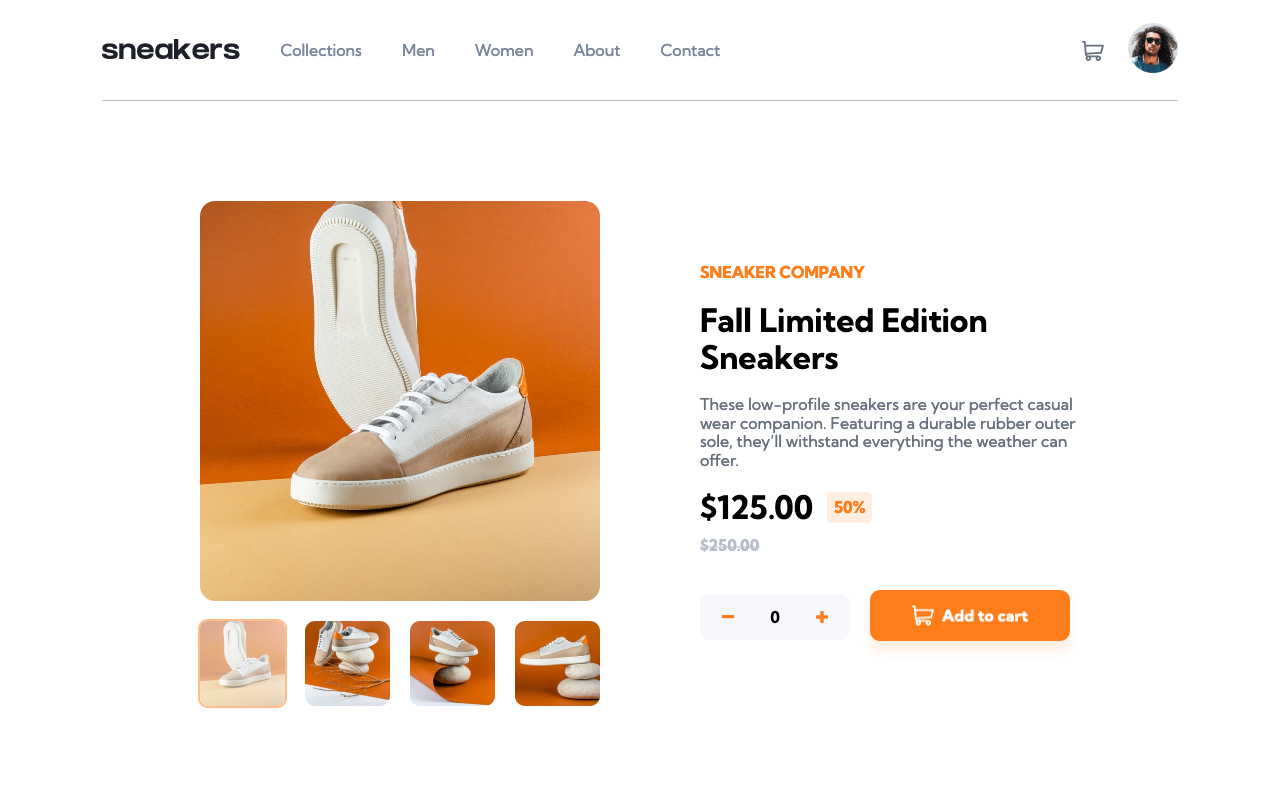 sneakers Collections Men Women About Contact
SNEAKER COMPANY
Fall Limited Edition
Sneakers
These low-profile sneakers are your perfect casual
wear companion. Featuring a durable rubber outer
sole, they’ll withstand everything the weather can
offer.
$125.00 50%
$250.00
− 0 + Add to cart